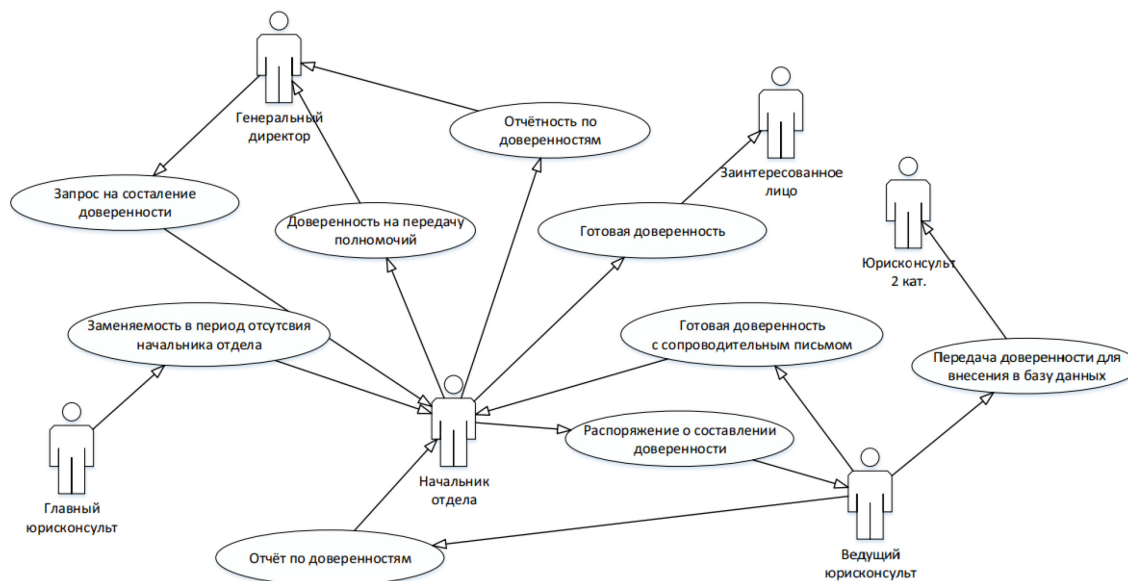 Генеральный
директор
Отчётность по
доверенностям
Заинтересованное
лицо
Запрос на состаление
доверенности
Доверенность на передачу
полномочий
Готовая доверенность
Юрисконсульт
2 кат.
Заменяемость в период отсутсвия
начальника отдела
Готовая доверенность
с сопроводительным письмом
Передача доверенности для
внесения в базу данных
Распоряжение о составлении
доверенности
Начальник
отдела
Главный
юрисконсульт
Отчёт по доверенностям
Ведущий
юрисконсульт